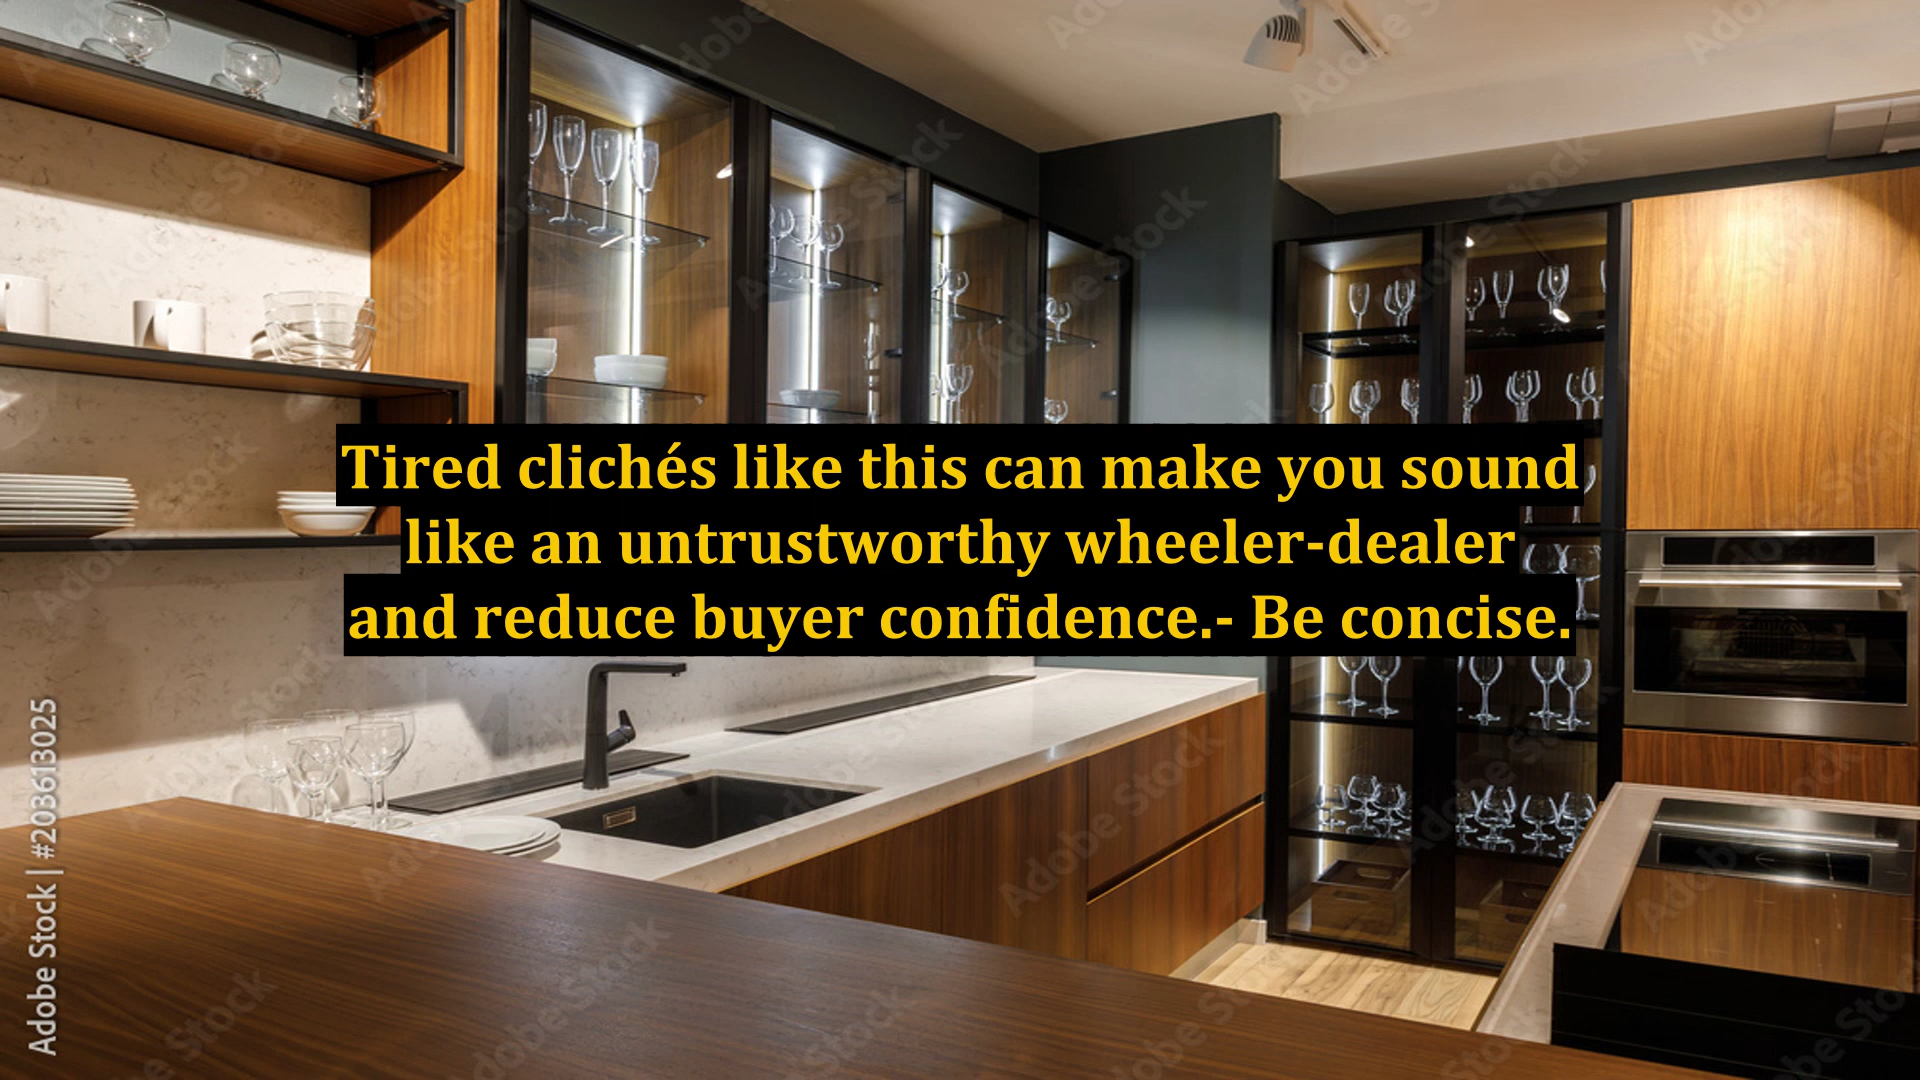 Tired clichés like this can make you sound
like an untrustworthy wheeler-dealer
and reduce buyer confidence.- Be concise.
Adobe Stock | #203613025